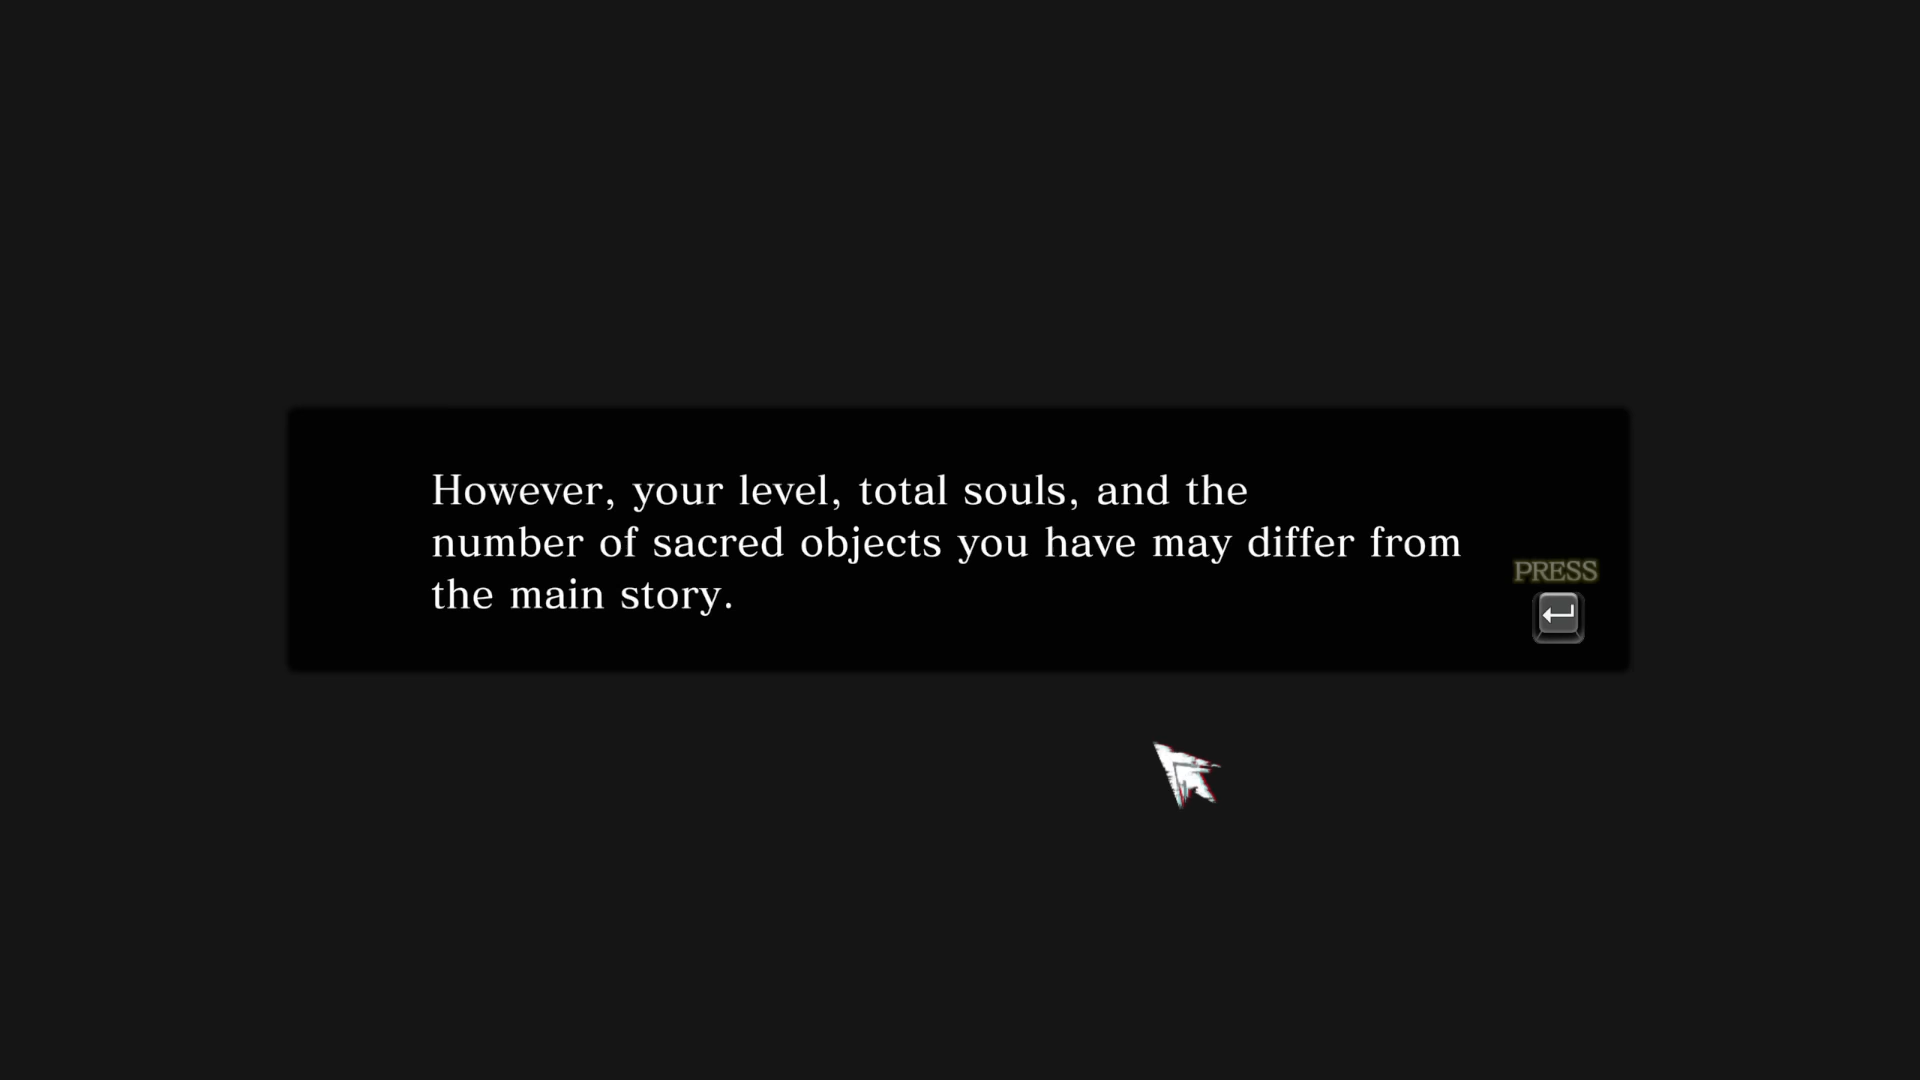 However, your level, total souls, and the
number of sacred objects you have may differ from
the main story.
PRESS